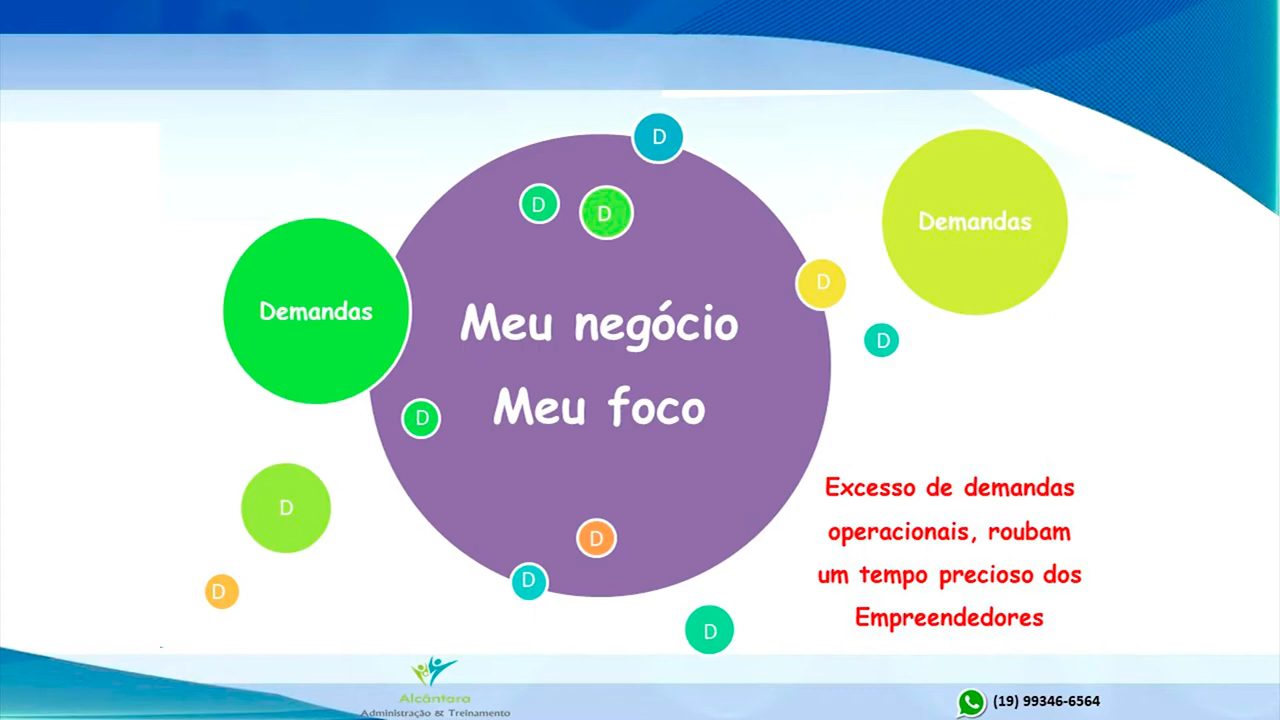 D
D
D
Demandas
D
Demandas
D
Meu negócio
Meu foco
D
D
D
D
D
D
D
Excesso de demandas
operacionais, roubam
um tempo precioso dos
Empreendedores
Alcântara
Administração & Treinamento
(19) 99346-6564